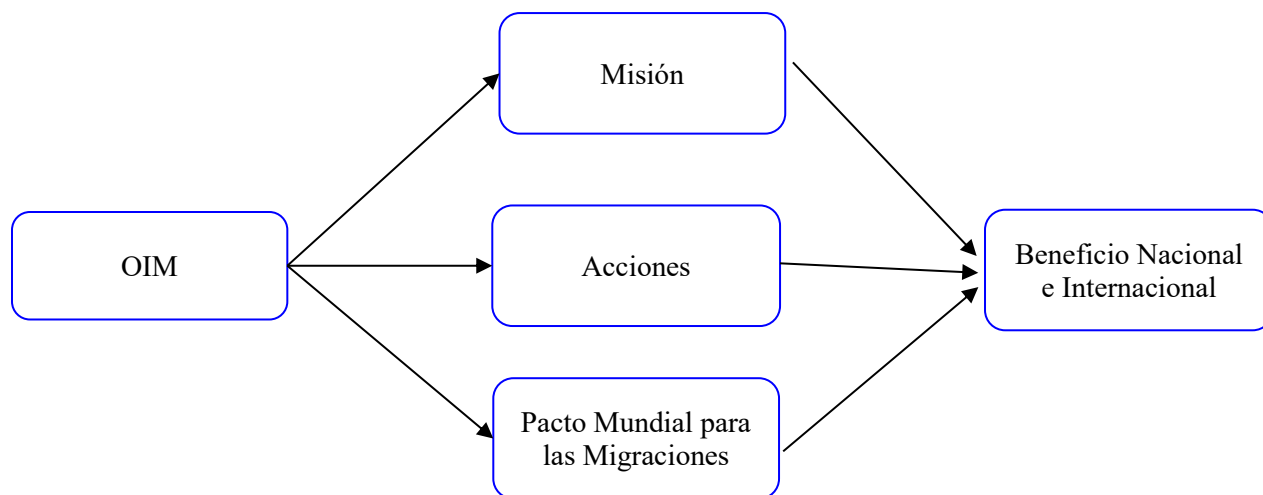 Misión
OIM
Acciones
Beneficio Nacional
e Internacional
Pacto Mundial para
las Migraciones